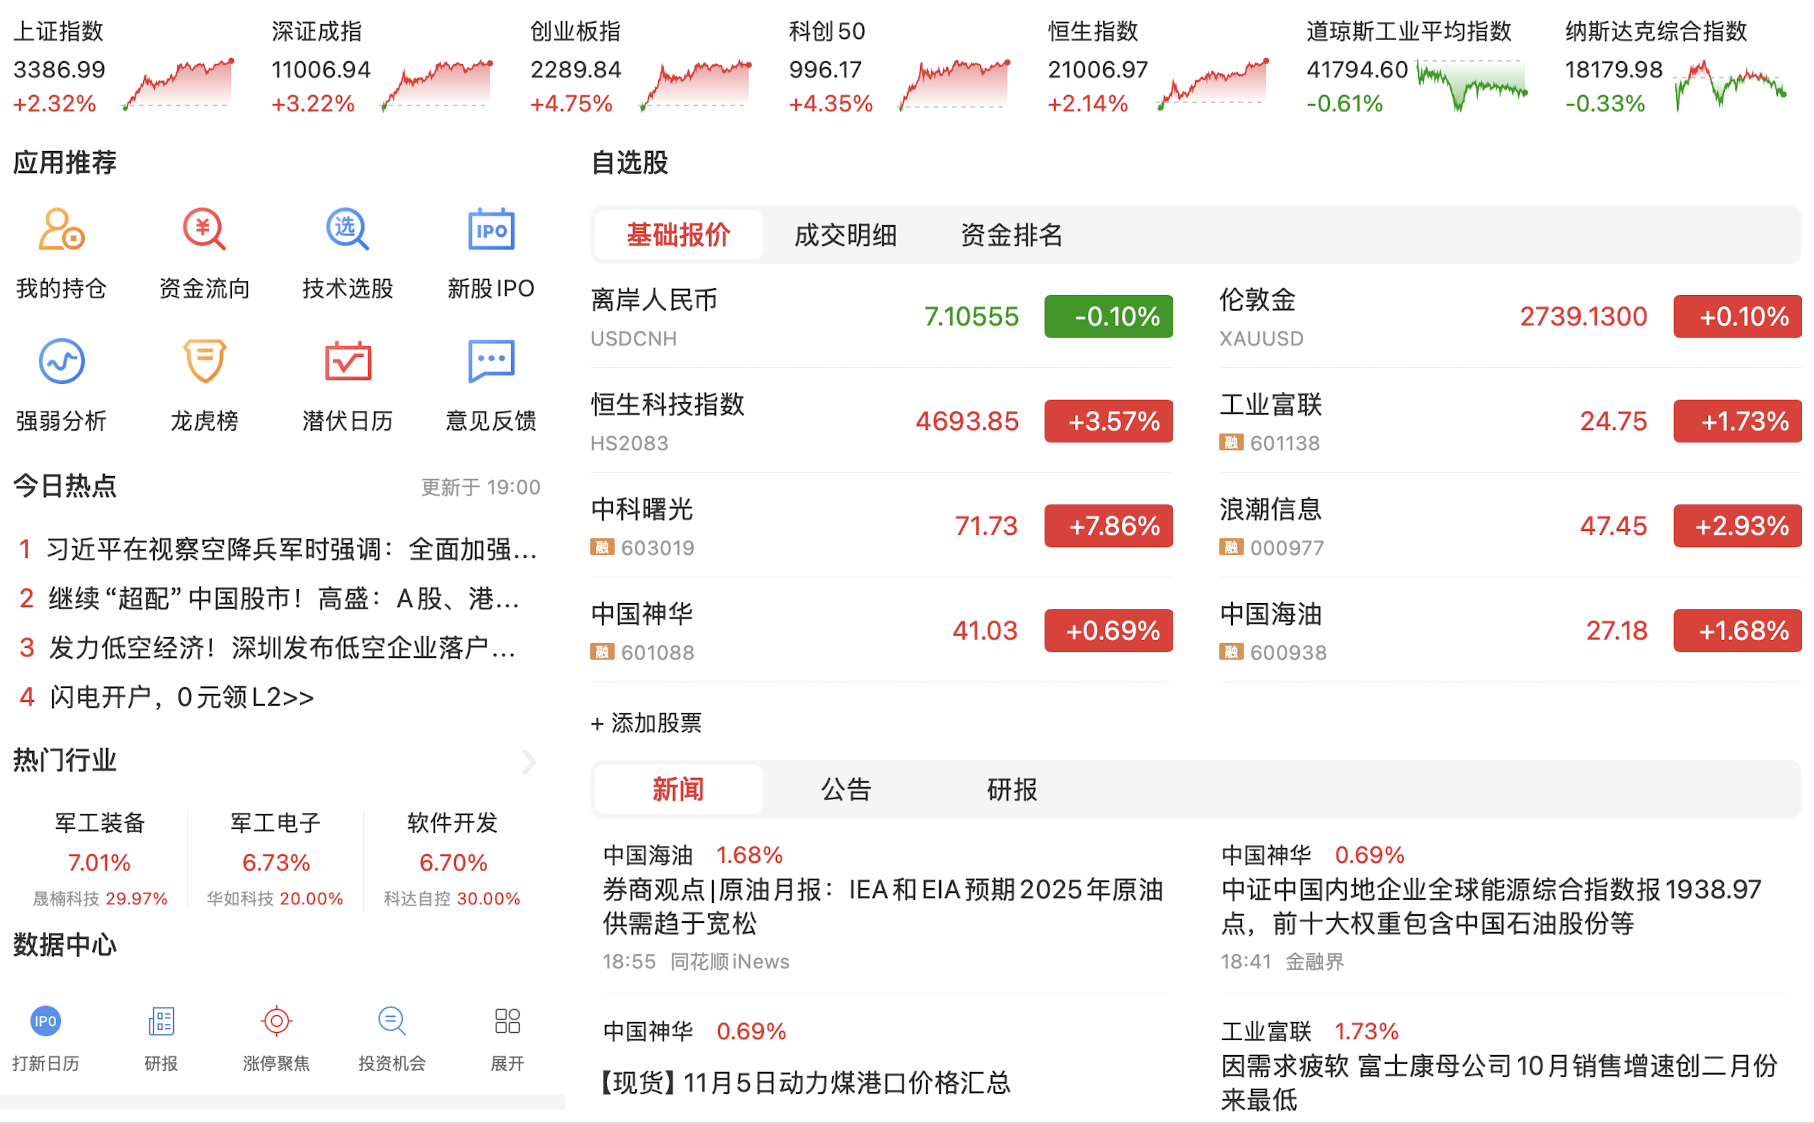 上证指数
3386.99
+2.32%
深证成指
11006.94
+3.22%
创业板指
2289.84
+4.75%
科创50
996.17
+4.35%
恒生指数
21006.97
+2.14%
道琼斯工业平均指数
41794.60
-0.61%
纳斯达克综合指数
18179.98
-0.33%
应用推荐
¥
选
IPO
我的持仓
资金流向
技术选股
新股IPO
强弱分析
龙虎榜
潜伏日历
意见反馈
今日热点
更新于 19:00
1 习近平在视察空降兵军时强调：全面加强...
2 继续“超配”中国股市！高盛：A股、港...
3 发力低空经济！深圳发布低空企业落户...
4 闪电开户，0元领L2>>
热门行业
军工装备
7.01%
晟楠科技 29.97%
军工电子
6.73%
华如科技 20.00%
软件开发
6.70%
科达自控 30.00%
数据中心
IPO
打新日历
研报
涨停聚焦
投资机会
展开
自选股
基础报价
成交明细
资金排名
离岸人民币
USDCNH
7.10555
-0.10%
伦敦金
XAUUSD
2739.1300
+0.10%
恒生科技指数
HS2083
4693.85
+3.57%
工业富联
融 601138
24.75
+1.73%
中科曙光
融 603019
71.73
+7.86%
浪潮信息
融 000977
47.45
+2.93%
中国神华
融 601088
41.03
+0.69%
中国海油
融 600938
27.18
+1.68%
+ 添加股票
新闻
公告
研报
中国海油 1.68%
券商观点|原油月报：IEA和EIA预期2025年原油
供需趋于宽松
18:55 同花顺iNews
中国神华 0.69%
中证中国内地企业全球能源综合指数报1938.97
点，前十大权重包含中国石油股份等
18:41 金融界
中国神华 0.69%
【现货】11月5日动力煤港口价格汇总
工业富联 1.73%
因需求疲软 富士康母公司10月销售增速创二月份
来最低